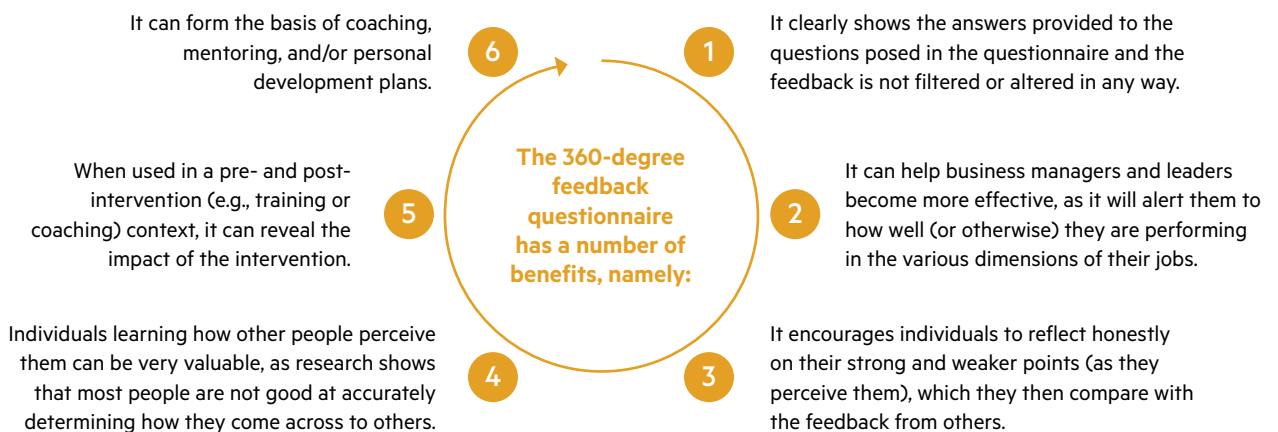 The 360-degree
feedback
questionnaire
has a number of
benefits, namely:
1
It clearly shows the answers provided to the
questions posed in the questionnaire and the
feedback is not filtered or altered in any way.
2
It can help business managers and leaders
become more effective, as it will alert them to
how well (or otherwise) they are performing
in the various dimensions of their jobs.
3
It encourages individuals to reflect honestly
on their strong and weaker points (as they
perceive them), which they then compare with
the feedback from others.
4
Individuals learning how other people perceive
them can be very valuable, as research shows
that most people are not good at accurately
determining how they come across to others.
5
When used in a pre- and post-
intervention (e.g., training or
coaching) context, it can reveal the
impact of the intervention.
6
It can form the basis of coaching,
mentoring, and/or personal
development plans.